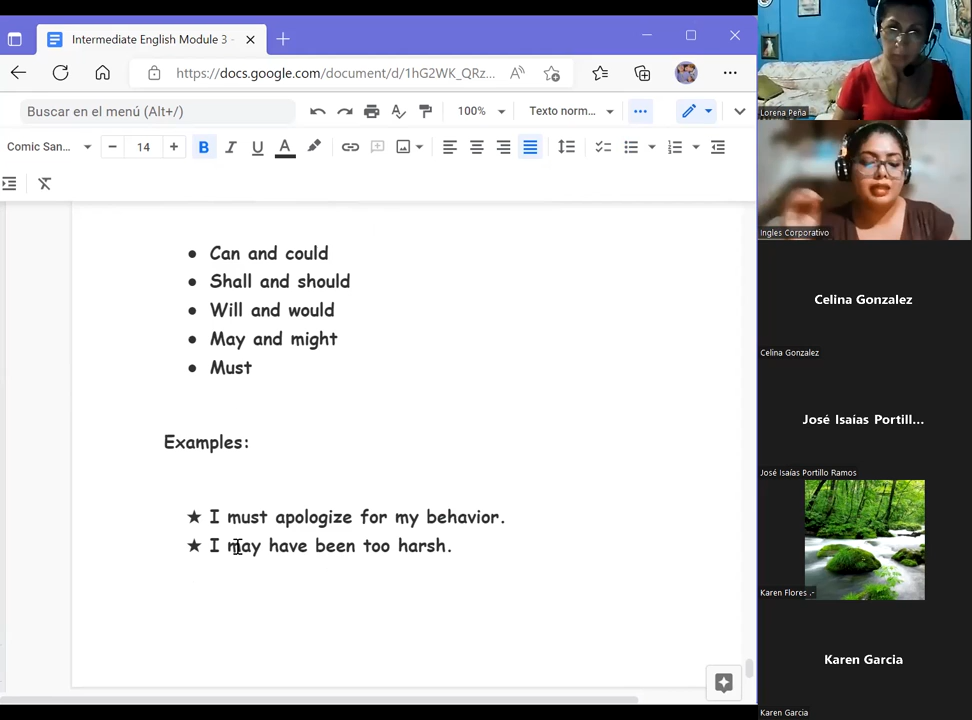 Intermediate English Module 3 -
https://docs.google.com/document/d/1hG2WK_QRz...
Buscar en el menú (Alt+/)
100%
Texto norm...
Comic San...
14
B
I
U
A
• Can and could
• Shall and should
• Will and would
• May and might
• Must
Examples:
★ I must apologize for my behavior.
★ I may have been too harsh.
Lorena Peña
Ingles Corporativo
Celina Gonzalez
Celina Gonzalez
José Isaías Portill...
José Isaías Portillo Ramos
Karen Flores .-
Karen Garcia
Karen Garcia